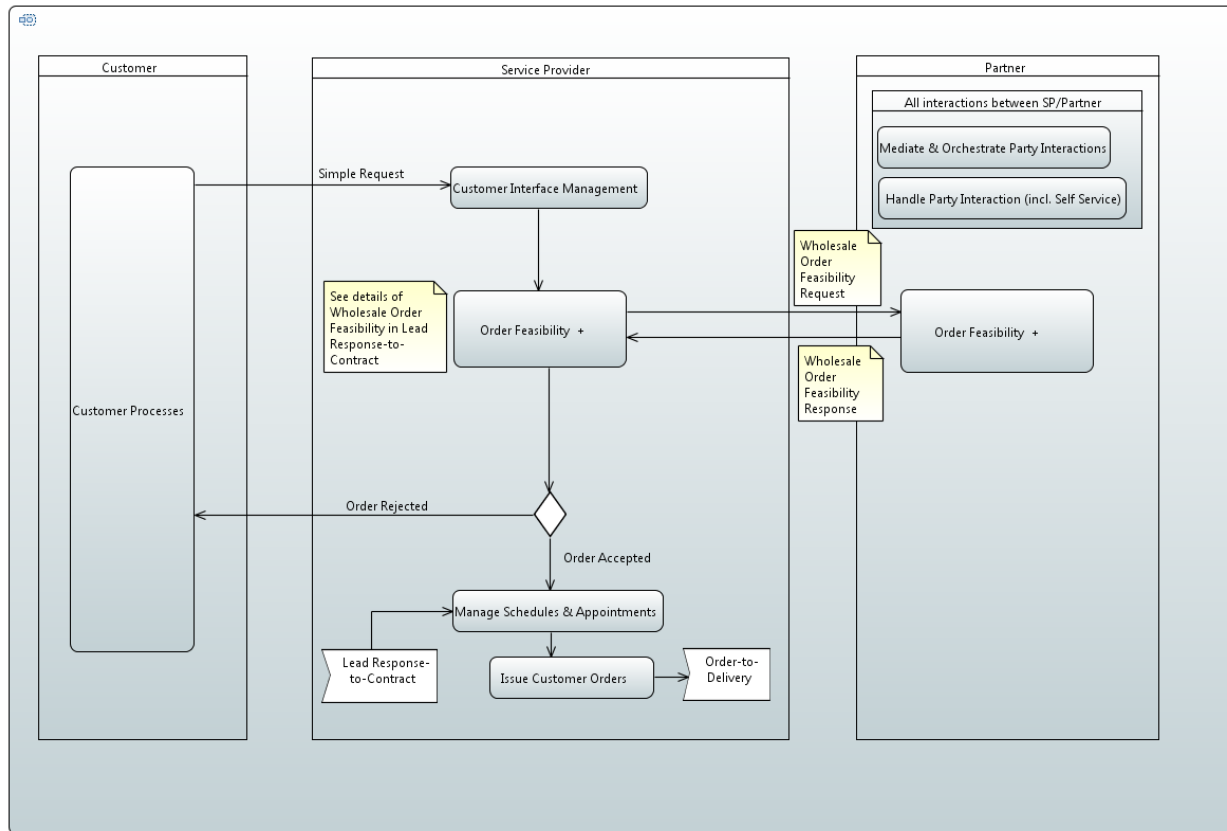 Customer
Service Provider
Partner
All interactions between SP/Partner
Mediate & Orchestrate Party Interactions
Handle Party Interaction (incl. Self Service)
Simple Request
Customer Interface Management
Wholesale
Order
Feasibility
Request
See details of
Wholesale Order
Feasibility in Lead
Response-to-
Contract
Order Feasibility +
Order Feasibility +
Wholesale
Order
Feasibility
Response
Customer Processes
Order Rejected
Order Accepted
Manage Schedules & Appointments
Lead Response-
to-Contract
Issue Customer Orders
Order-to-
Delivery